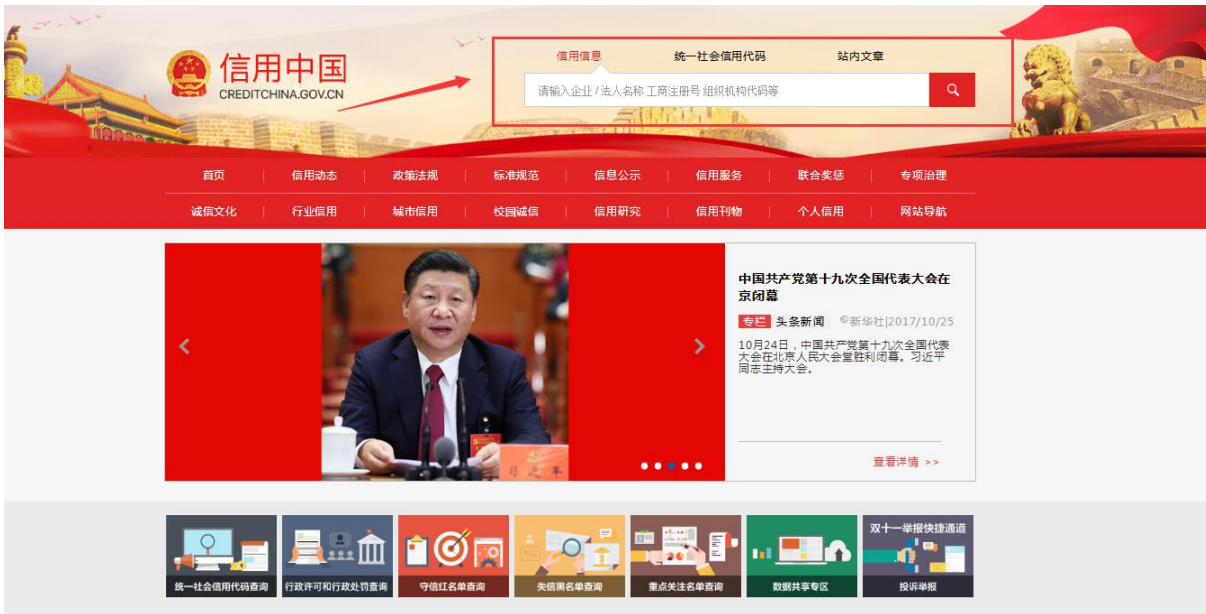 信用中国
CREDITCHINA.GOV.CN
信用信息 统一社会信用代码 站内文章
请输入企业/法人名称 工商注册号 组织机构代码等
首页 | 信用动态 | 政策法规 | 标准规范 | 信息公示 | 信用服务 | 联合奖惩 | 专项治理
诚信文化 | 行业信用 | 城市信用 | 校园诚信 | 信用研究 | 信用刊物 | 个人信用 | 网站导航
中国共产党第十九次全国代表大会在
京闭幕
专栏 头条新闻 ©新华社|2017/10/25
10月24日，中国共产党第十九次全国代表
大会在北京人民大会堂胜利闭幕。习近平
同志主持大会。
习近平
查看详情 >>
双十一举报快捷通道
统一社会信用代码查询 行政许可和行政处罚查询 守信红名单查询 失信黑名单查询 重点关注名单查询 数据共享专区 投诉举报